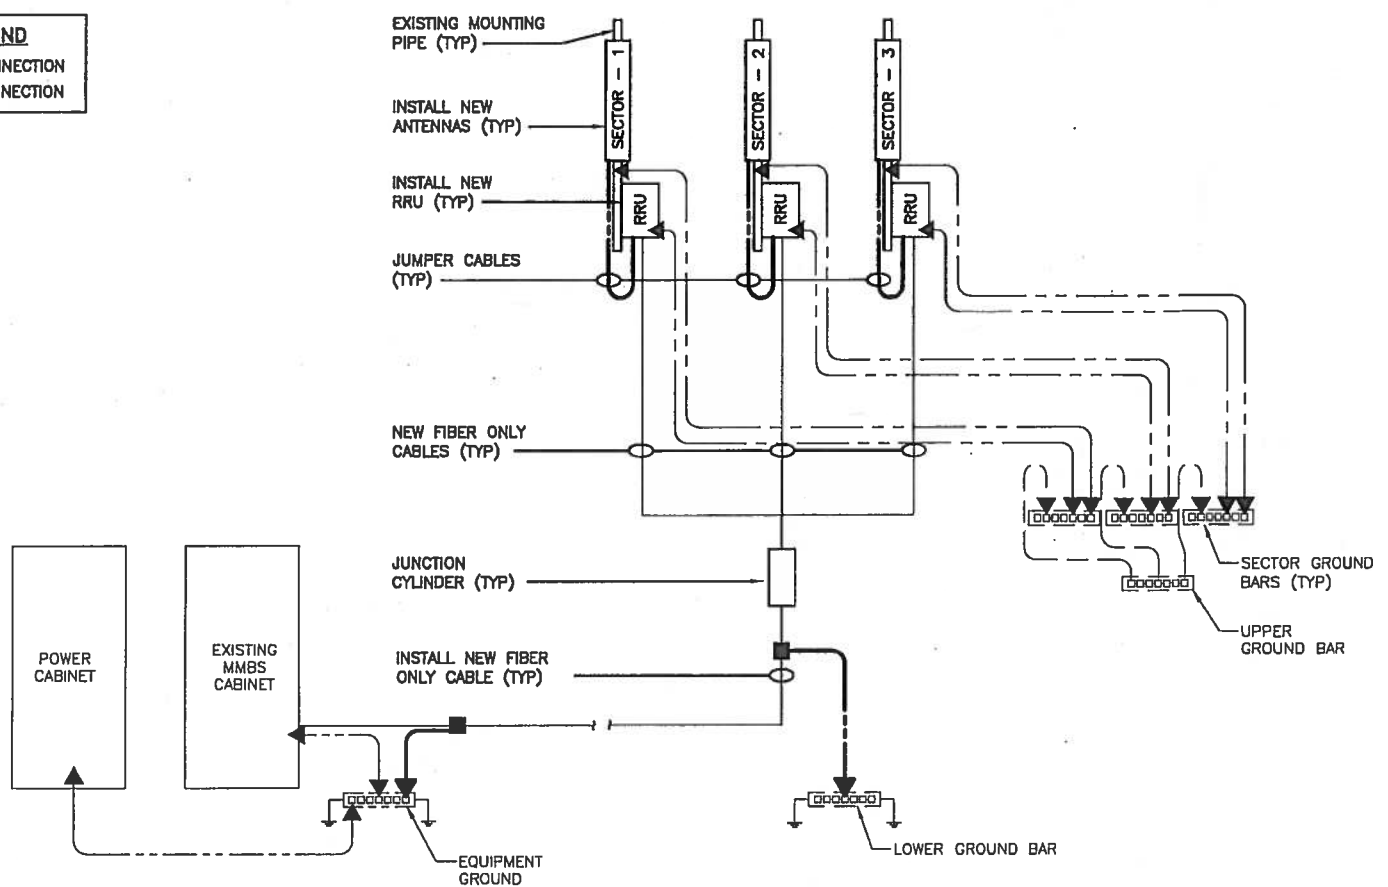 ND
NNECTION
NECTION
EXISTING MOUNTING
PIPE (TYP)
INSTALL NEW
ANTENNAS (TYP)
INSTALL NEW
RRU (TYP)
JUMPER CABLES
(TYP)
SECTOR - 1
SECTOR - 2
SECTOR - 3
RRU
RRU
RRU
NEW FIBER ONLY
CABLES (TYP)
JUNCTION
CYLINDER (TYP)
INSTALL NEW FIBER
ONLY CABLE (TYP)
SECTOR GROUND
BARS (TYP)
UPPER
GROUND BAR
POWER
CABINET
EXISTING
MMBS
CABINET
EQUIPMENT
GROUND
LOWER GROUND BAR